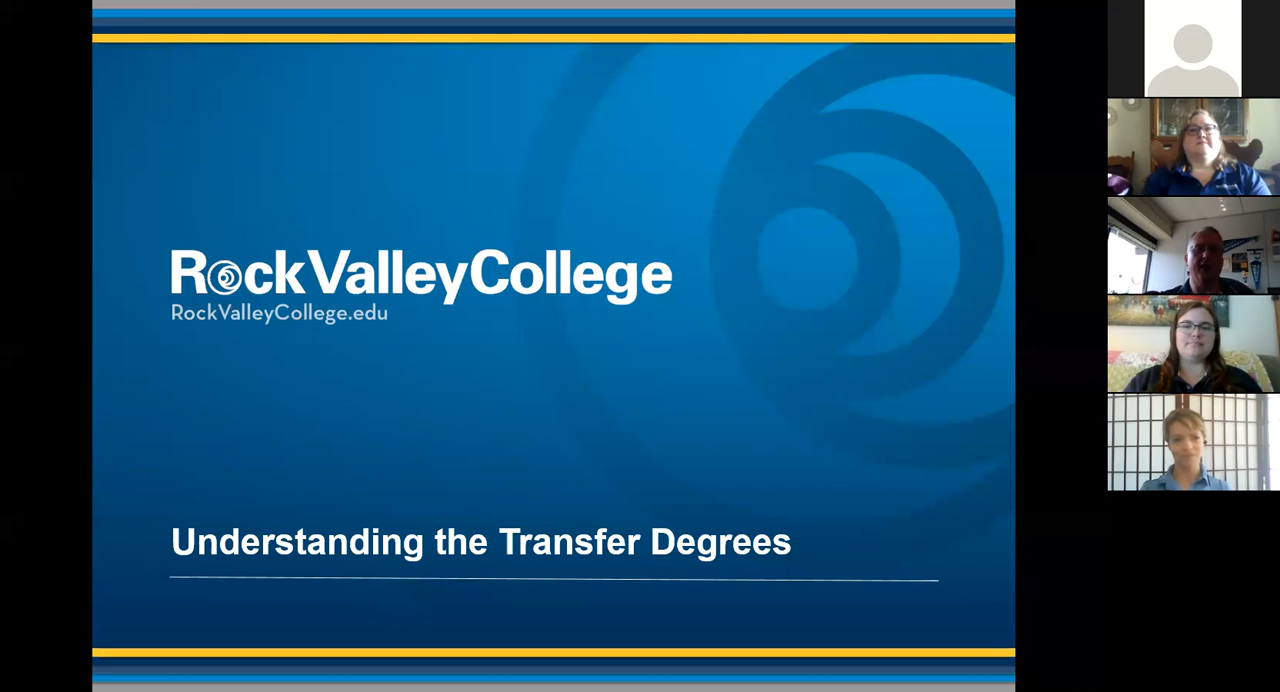 RockValleyCollege
RockValleyCollege.edu
Understanding the Transfer Degrees